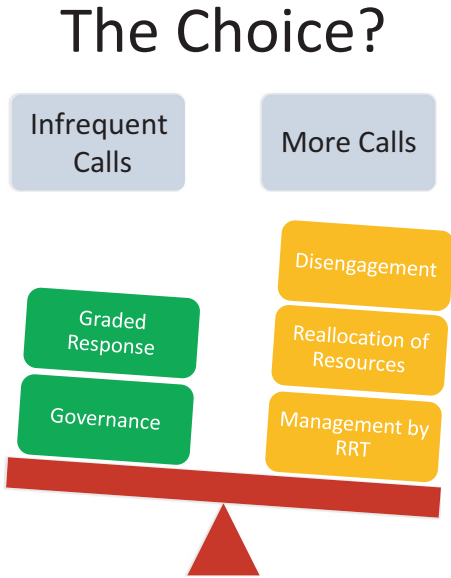 The Choice?
Infrequent
Calls
More Calls
Graded
Response
Governance
Disengagement
Reallocation of
Resources
Management by
RRT